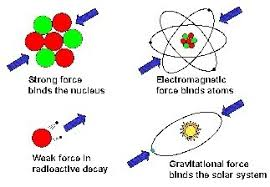 Strong force
binds the nucleus
Electromagnetic
force binds atoms
Weak force in
radioactive decay
Gravitational force
binds the solar system